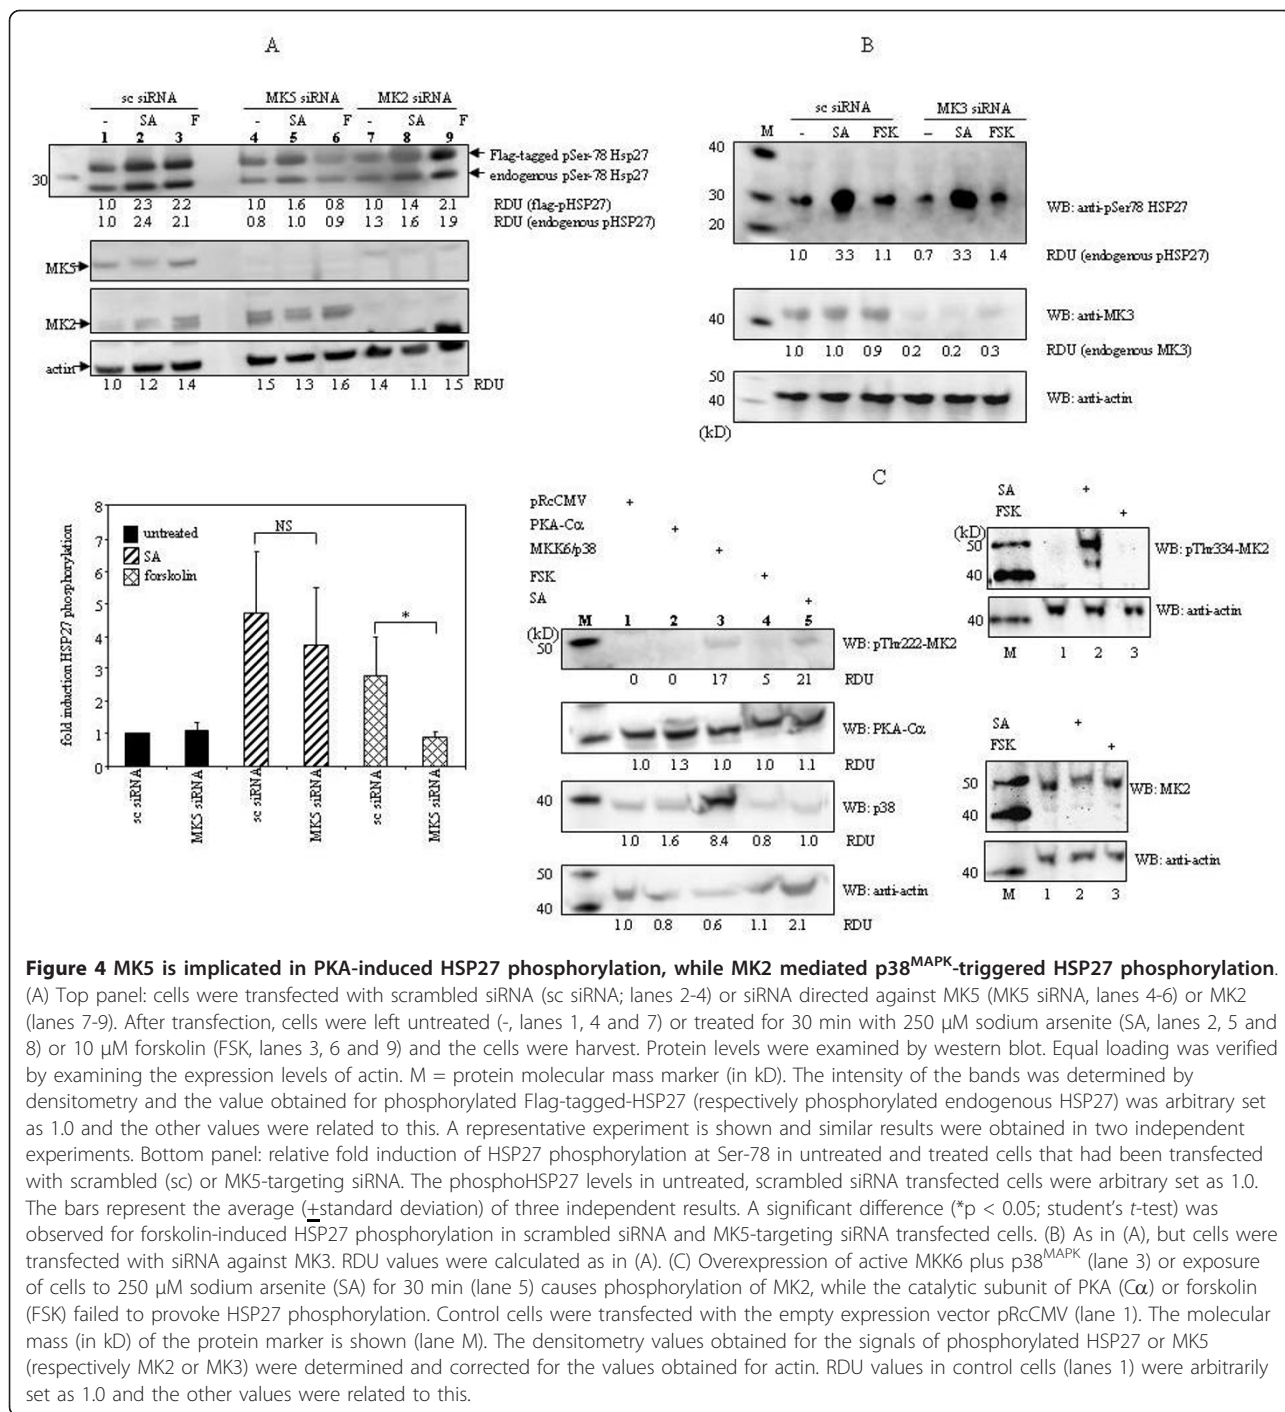 A
sc siRNA MK5 siRNA MK2 siRNA
- SA F - SA F - SA F
1 2 3 4 5 6 7 8 9
Flag-tagged pSer-78 Hsp27
30 endogenous pSer-78 Hsp27
1.0 2.3 2.2 1.0 1.6 0.8 1.0 1.4 2.1 RDU (flag-pHSP27)
1.0 2.4 2.1 0.8 1.0 0.9 1.3 1.6 1.9 RDU (endogenous pHSP27)
MK5
MK2
actin
1.0 1.2 1.4 1.5 1.3 1.6 1.4 1.1 1.5 RDU
B
sc siRNA MK3 siRNA
M - SA FSK - SA FSK
40
30 WB: anti-pSer78 HSP27
20
1.0 3.3 1.1 0.7 3.3 1.4 RDU (endogenous pHSP27)
40 WB: anti-MK3
1.0 1.0 0.9 0.2 0.2 0.3 RDU (endogenous MK3)
50
40 WB: anti-actin
(kD)
fold induction HSP27 phosphorylation
8
7
6
5
4
3
2
1
0
untreated
SA
forskolin
NS
*
sc siRNA MK5 siRNA sc siRNA MK5 siRNA sc siRNA MK5 siRNA
C
pRcCMV +
PKA-Cα +
MKK6/p38 +
FSK +
SA +
M 1 2 3 4 5
(kD)
50 WB: pThr222-MK2
0 0 17 5 21 RDU
WB: PKA-Cα
1.0 1.3 1.0 1.0 1.1 RDU
40 WB: p38
1.0 1.6 8.4 0.8 1.0 RDU
50
40 WB: anti-actin
1.0 0.8 0.6 1.1 2.1 RDU
SA +
FSK +
(kD)
50 WB: pThr334-MK2
40
40 WB: anti-actin
M 1 2 3
SA +
FSK +
50 WB: MK2
40
40 WB: anti-actin
M 1 2 3
Figure 4 MK5 is implicated in PKA-induced HSP27 phosphorylation, while MK2 mediated p38MAPK-triggered HSP27 phosphorylation.
(A) Top panel: cells were transfected with scrambled siRNA (sc siRNA; lanes 2-4) or siRNA directed against MK5 (MK5 siRNA, lanes 4-6) or MK2
(lanes 7-9). After transfection, cells were left untreated (-, lanes 1, 4 and 7) or treated for 30 min with 250 μM sodium arsenite (SA, lanes 2, 5 and
8) or 10 μM forskolin (FSK, lanes 3, 6 and 9) and the cells were harvest. Protein levels were examined by western blot. Equal loading was verified
by examining the expression levels of actin. M = protein molecular mass marker (in kD). The intensity of the bands was determined by
densitometry and the value obtained for phosphorylated Flag-tagged-HSP27 (respectively phosphorylated endogenous HSP27) was arbitrary set
as 1.0 and the other values were related to this. A representative experiment is shown and similar results were obtained in two independent
experiments. Bottom panel: relative fold induction of HSP27 phosphorylation at Ser-78 in untreated and treated cells that had been transfected
with scrambled (sc) or MK5-targeting siRNA. The phosphoHSP27 levels in untreated, scrambled siRNA transfected cells were arbitrary set as 1.0.
The bars represent the average (+standard deviation) of three independent results. A significant difference (*p < 0.05; student's t-test) was
observed for forskolin-induced HSP27 phosphorylation in scrambled siRNA and MK5-targeting siRNA transfected cells. (B) As in (A), but cells were
transfected with siRNA against MK3. RDU values were calculated as in (A). (C) Overexpression of active MKK6 plus p38MAPK (lane 3) or exposure
of cells to 250 μM sodium arsenite (SA) for 30 min (lane 5) causes phosphorylation of MK2, while the catalytic subunit of PKA (Cα) or forskolin
(FSK) failed to provoke HSP27 phosphorylation. Control cells were transfected with the empty expression vector pRcCMV (lane 1). The molecular
mass (in kD) of the protein marker is shown (lane M). The densitometry values obtained for the signals of phosphorylated HSP27 or MK5
(respectively MK2 or MK3) were determined and corrected for the values obtained for actin. RDU values in control cells (lanes 1) were arbitrarily
set as 1.0 and the other values were related to this.